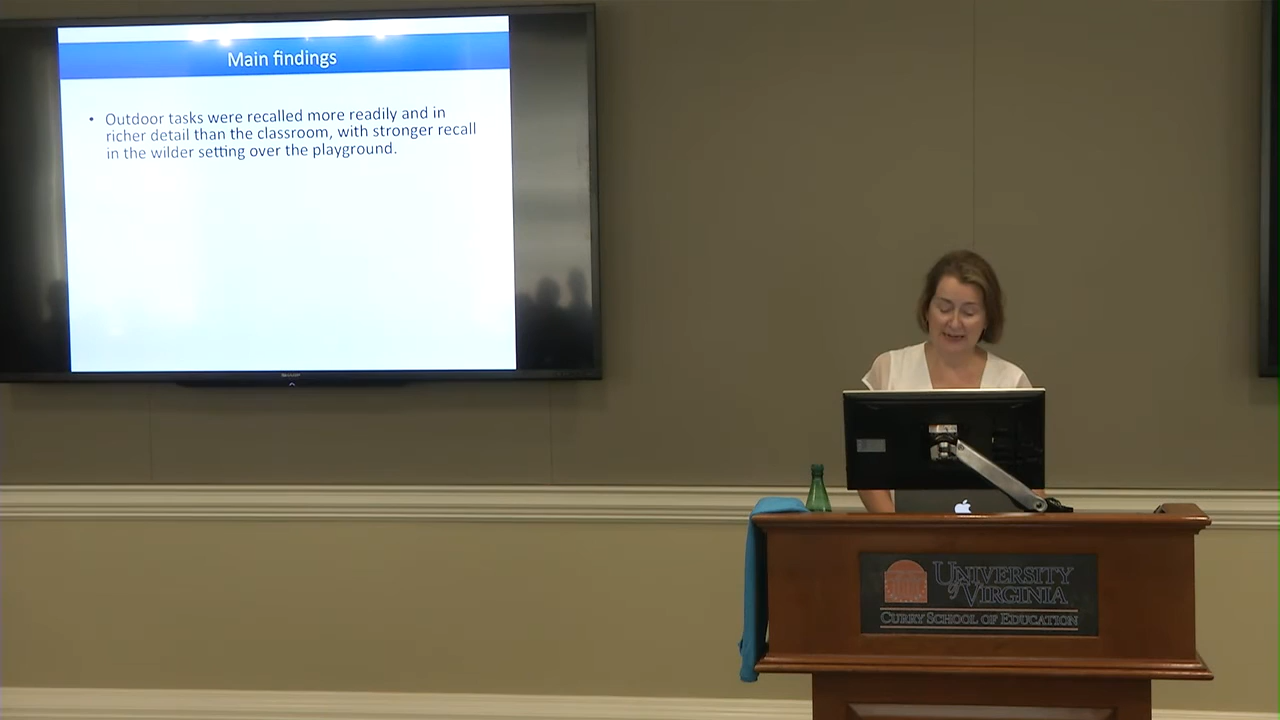 Main findings
• Outdoor tasks were recalled more readily and in
richer detail than the classroom, with stronger recall
in the wilder setting over the playground.
SHARP
UNIVERSITY
of VIRGINIA
CURRY SCHOOL OF EDUCATION